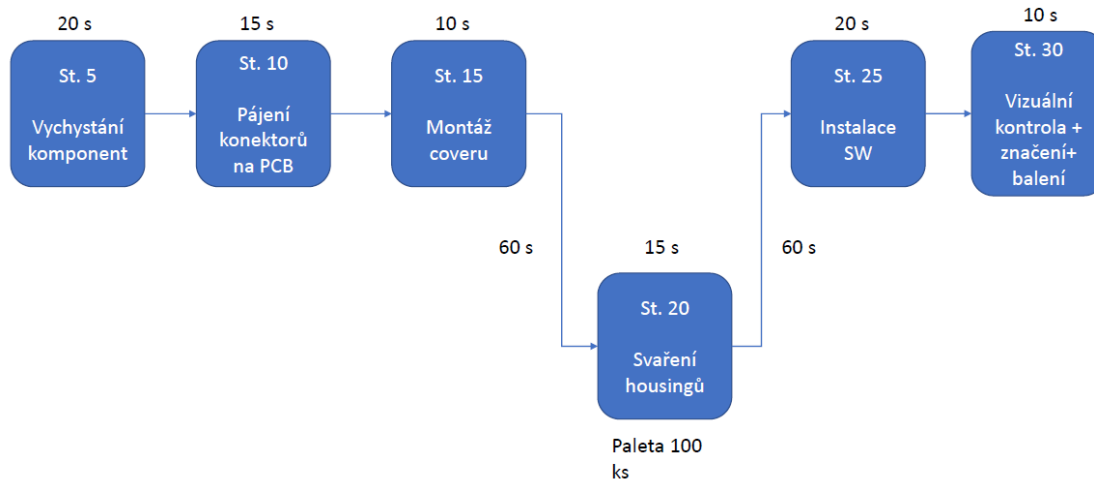 20 s
St. 5
Vychystání
komponent
15 s
St. 10
Pájení
konektorů
na PCB
10 s
St. 15
Montáž
coveru
60 s
15 s
St. 20
Svaření
housingů
Paleta 100
ks
60 s
20 s
St. 25
Instalace
SW
10 s
St. 30
Vizuální
kontrola +
značení+
balení